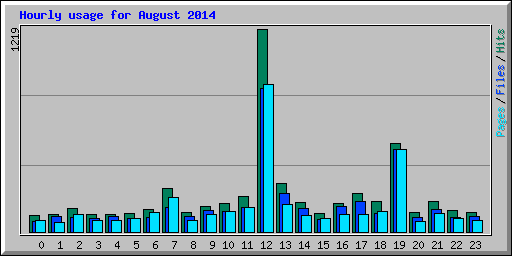 Hourly usage for August 2014
1219
Pages/Files/Hits
0 1 2 3 4 5 6 7 8 9 10 11 12 13 14 15 16 17 18 19 20 21 22 23